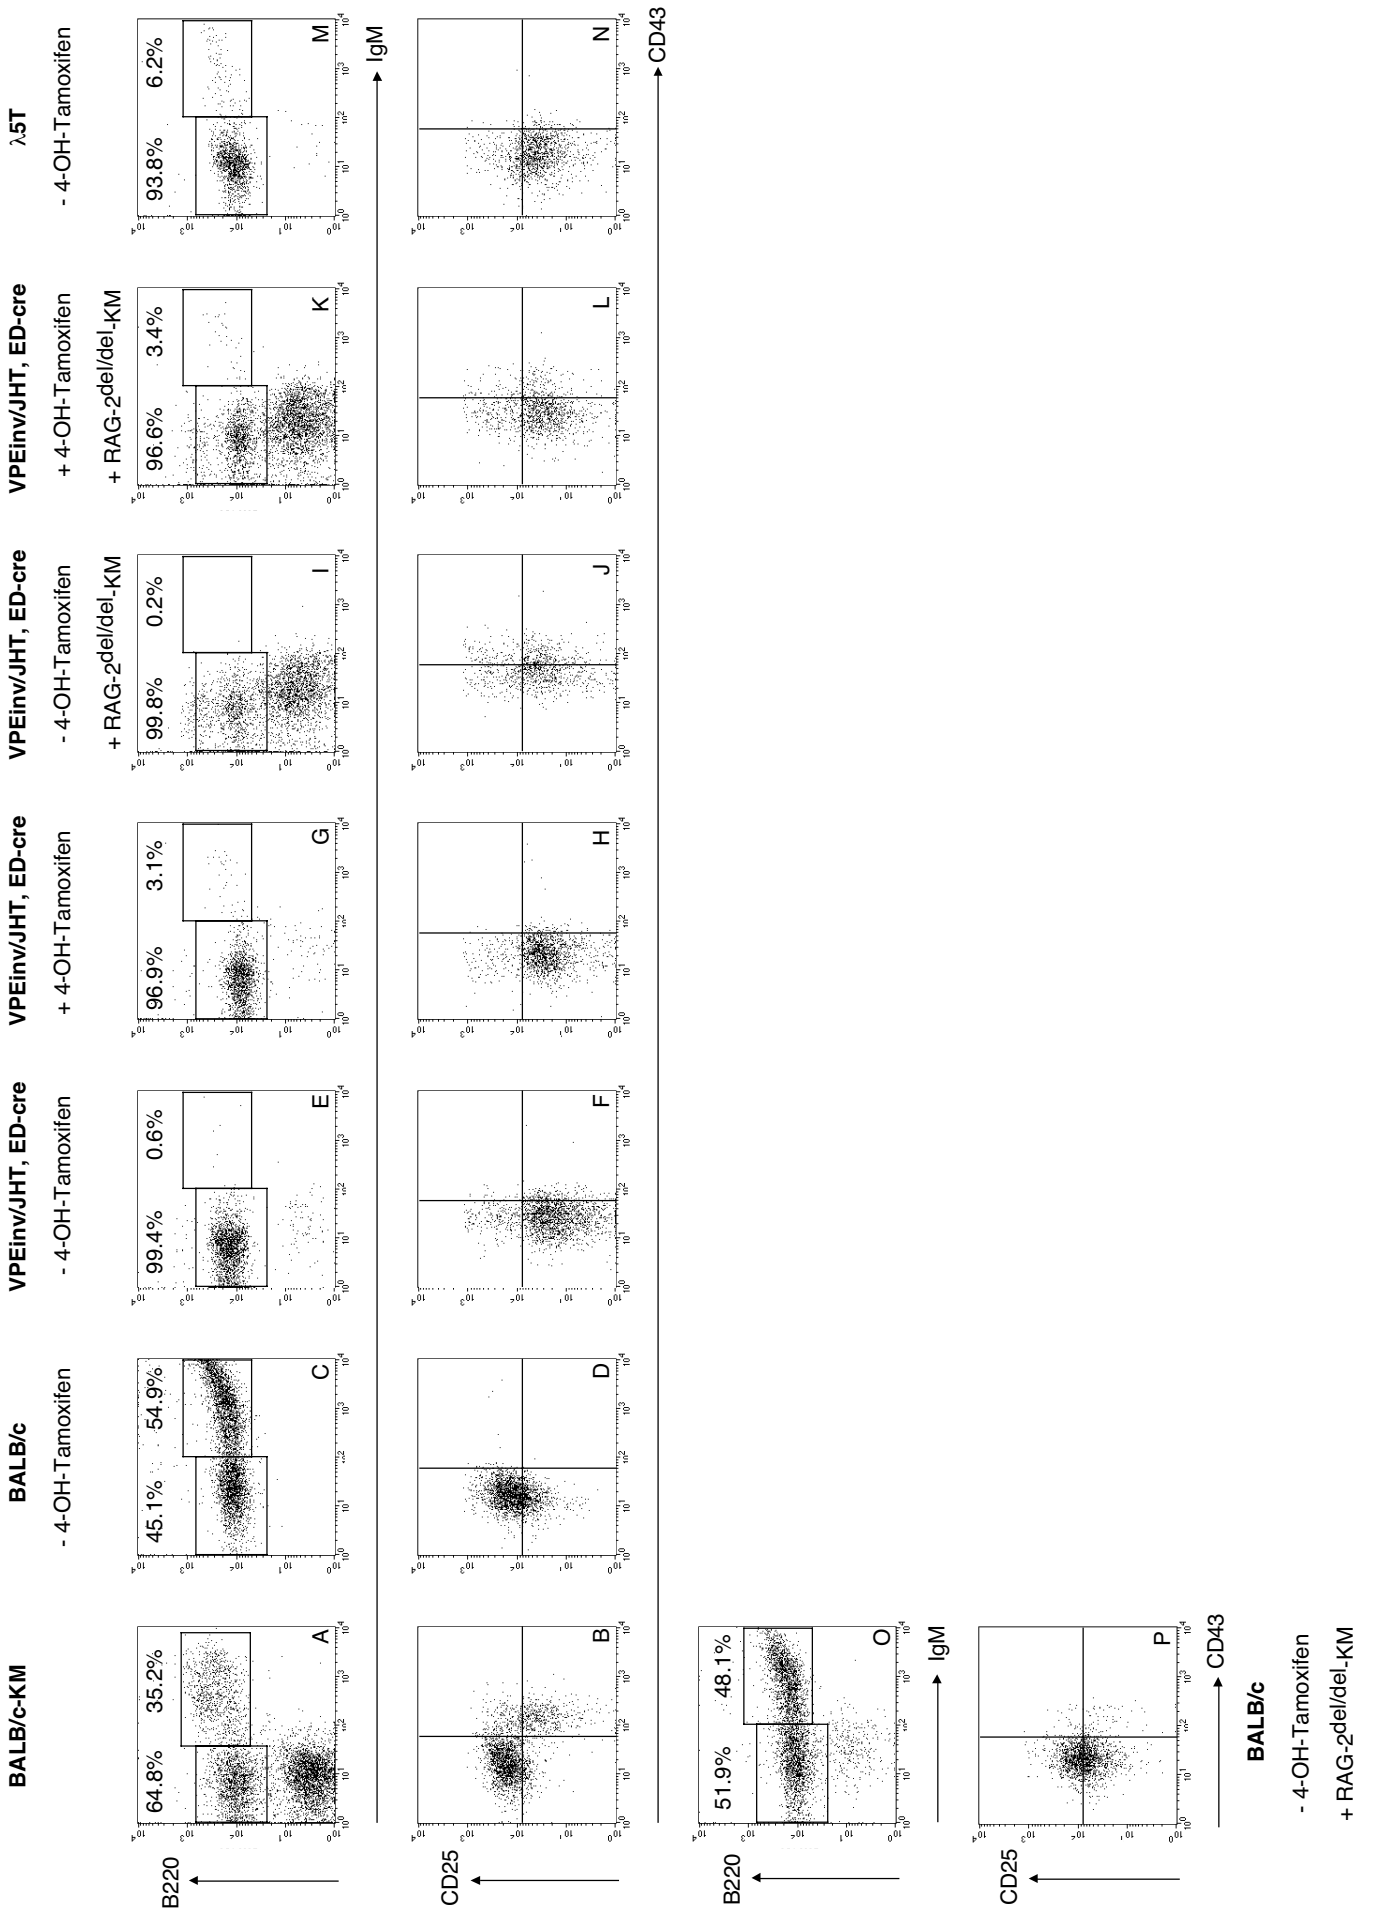 BALB/c-KM
BALB/c
VPEinv/JHT, ED-cre
VPEinv/JHT, ED-cre
VPEinv/JHT, ED-cre
VPEinv/JHT, ED-cre
λ5T
- 4-OH-Tamoxifen
- 4-OH-Tamoxifen
+ 4-OH-Tamoxifen
- 4-OH-Tamoxifen
+ 4-OH-Tamoxifen
- 4-OH-Tamoxifen
+ RAG-2del/del-KM
+ RAG-2del/del-KM
64.8% 35.2%
45.1% 54.9%
99.4% 0.6%
96.9% 3.1%
99.8% 0.2%
96.6% 3.4%
93.8% 6.2%
A
C
E
G
I
K
M
B220
IgM
B
D
F
H
J
L
N
CD25
CD43
51.9% 48.1%
O
B220
IgM
P
CD25
CD43
BALB/c
- 4-OH-Tamoxifen
+ RAG-2del/del-KM